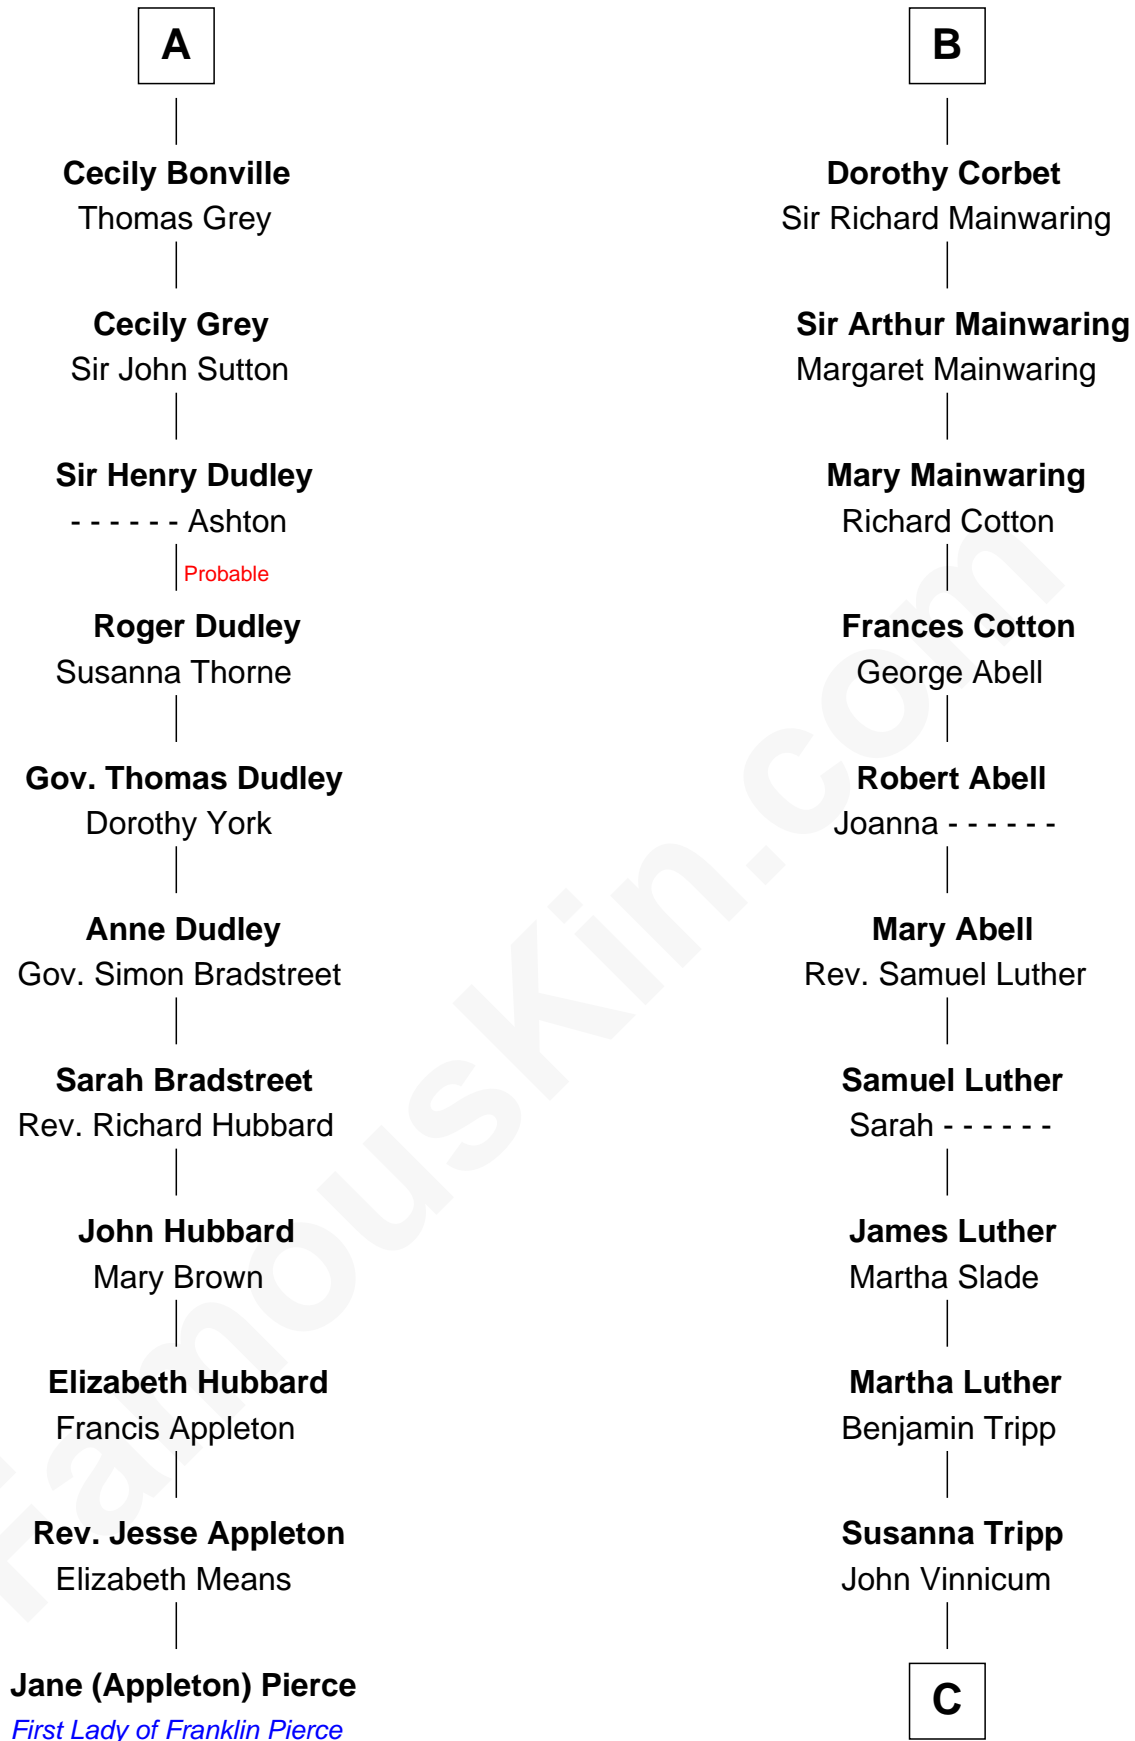 A
Cecily Bonville
Thomas Grey
Cecily Grey
Sir John Sutton
Sir Henry Dudley
- - - - - - Ashton
Probable
Roger Dudley
Susanna Thorne
Gov. Thomas Dudley
Dorothy York
Anne Dudley
Gov. Simon Bradstreet
Sarah Bradstreet
Rev. Richard Hubbard
John Hubbard
Mary Brown
Elizabeth Hubbard
Francis Appleton
Rev. Jesse Appleton
Elizabeth Means
Jane (Appleton) Pierce
First Lady of Franklin Pierce
B
Dorothy Corbet
Sir Richard Mainwaring
Sir Arthur Mainwaring
Margaret Mainwaring
Mary Mainwaring
Richard Cotton
Frances Cotton
George Abell
Robert Abell
Joanna - - - - - -
Mary Abell
Rev. Samuel Luther
Samuel Luther
Sarah - - - - - -
James Luther
Martha Slade
Martha Luther
Benjamin Tripp
Susanna Tripp
John Vinnicum
C
FamousKin.com